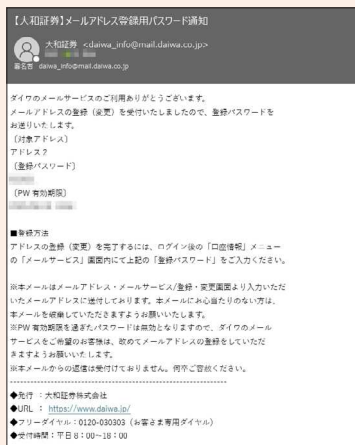 【大和証券】メールアドレス登録用パスワード通知
大和証券 <daiwa_info@mail.daiwa.co.jp>
署名者 daiwa_info@mail.daiwa.co.jp
ダイワのメールサービスのご利用ありがとうございます。
メールアドレスの登録（変更）を受付いたしましたので、登録パスワードを
お送りいたします。
〔対象アドレス〕
アドレス?
〔登録パスワード〕
〔PW 有効期限〕
■登録方法
アドレスの登録（変更）を完了するには、ログイン後の「口座情報」メニュー
の「メールサービス」画面内にて上記の「登録パスワード」をご入力ください。
※本メールはメールアドレス・メールサービス/登録・変更画面より入力いただ
いたメールアドレスに送付しております。本メールにお心当たりのない方は、
本メールを破棄していただきますようお願いいたします。
※PW 有効期限を過ぎたパスワードは無効となりますので、ダイワのメール
サービスをご希望のお客様は、改めてメールアドレスの登録をしていただ
きますようお願いいたします。
※本メールからの返信は受付けておりません。何卒ご容赦ください。
------------------------------------------------------------
◆発行 ：大和証券株式会社
◆URL ： https://www.daiwa.jp/
◆フリーダイヤル：0120-030303（お客さま専用ダイヤル）
◆受付時間：平日 8：00～18：00